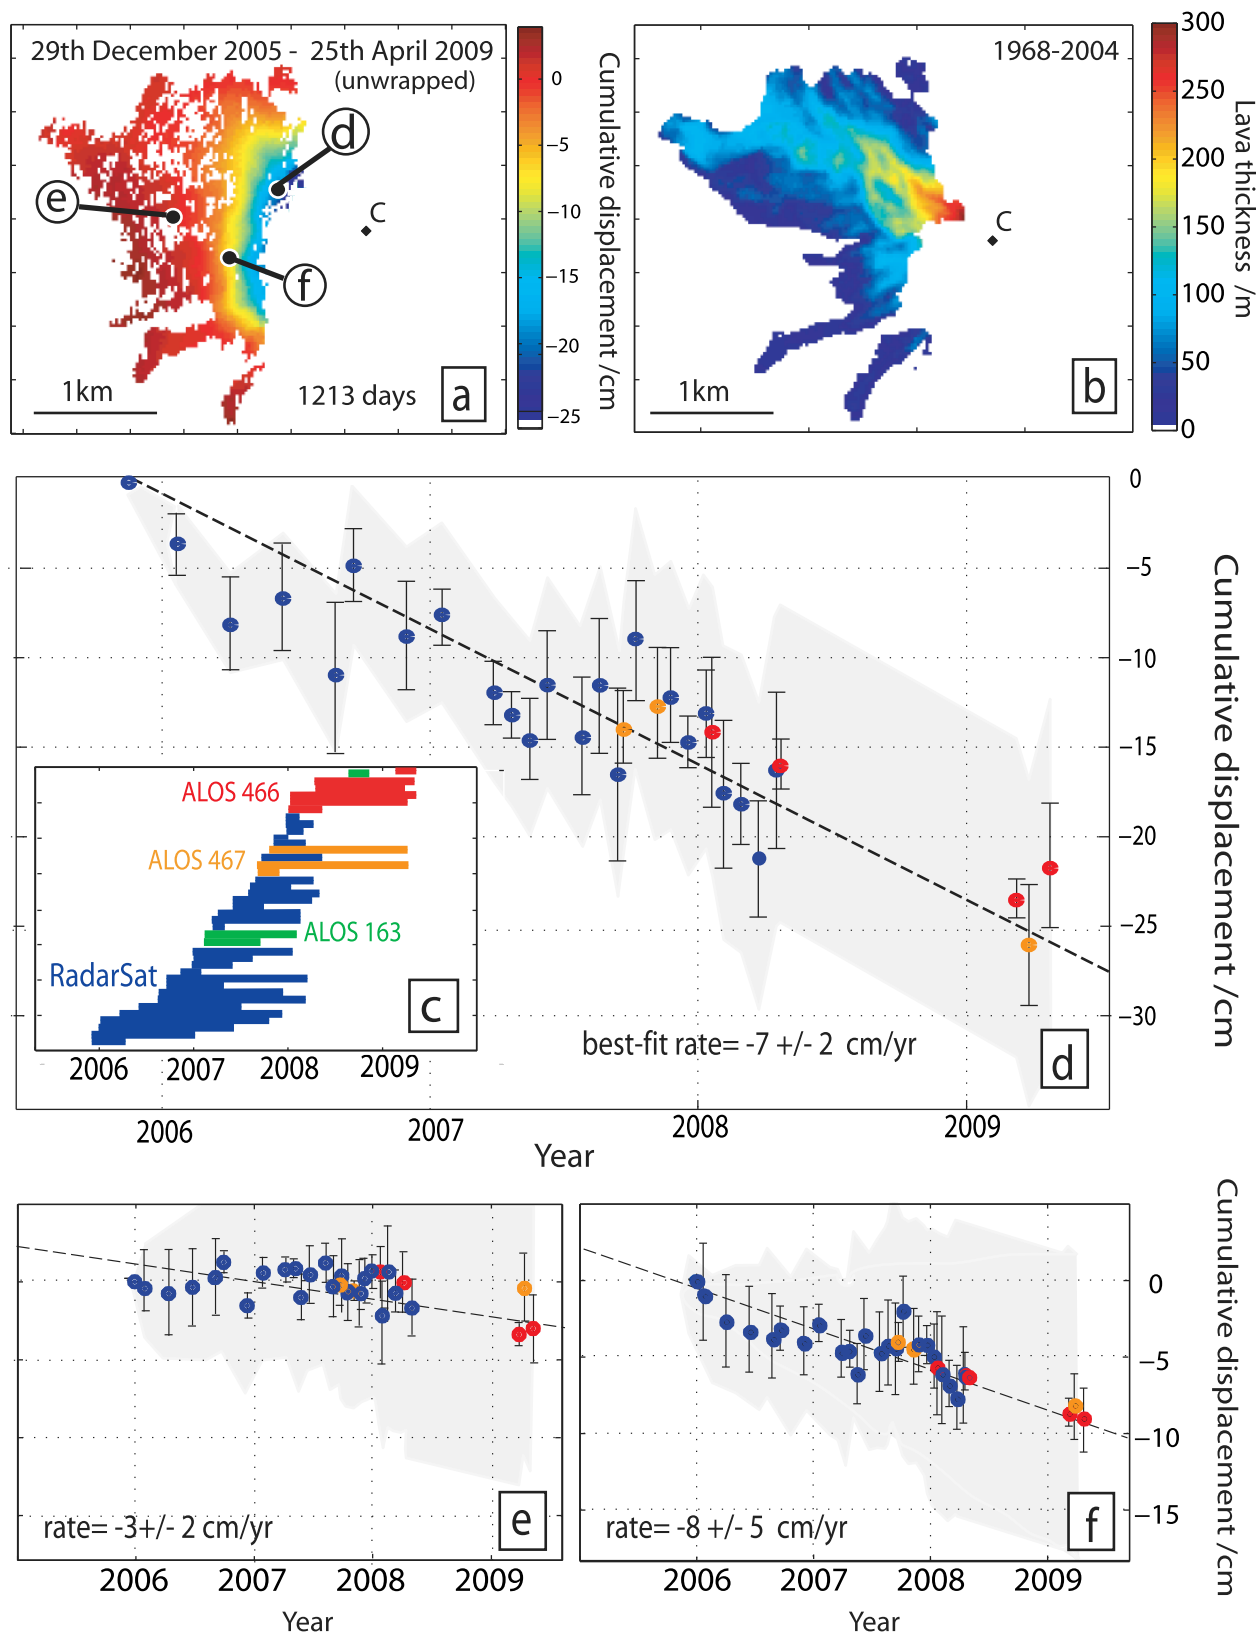 29th December 2005 - 25th April 2009
(unwrapped)
d
e
C
f
1km
1213 days
a
0
−5
−10
−15
−20
−25
Cumulative displacement /cm
1968-2004
C
1km
b
300
250
200
150
100
50
0
Lava thickness /m
0
−5
−10
−15
−20
−25
−30
Cumulative displacement /cm
ALOS 466
ALOS 467
ALOS 163
RadarSat
c
2006 2007 2008 2009
best-fit rate= -7 +/- 2 cm/yr
d
2006 2007 2008 2009
Year
rate= -3+/- 2 cm/yr
e
2006 2007 2008 2009
Year
rate= -8 +/- 5 cm/yr
f
2006 2007 2008 2009
Year
0
−5
−10
−15
Cumulative displacement /cm